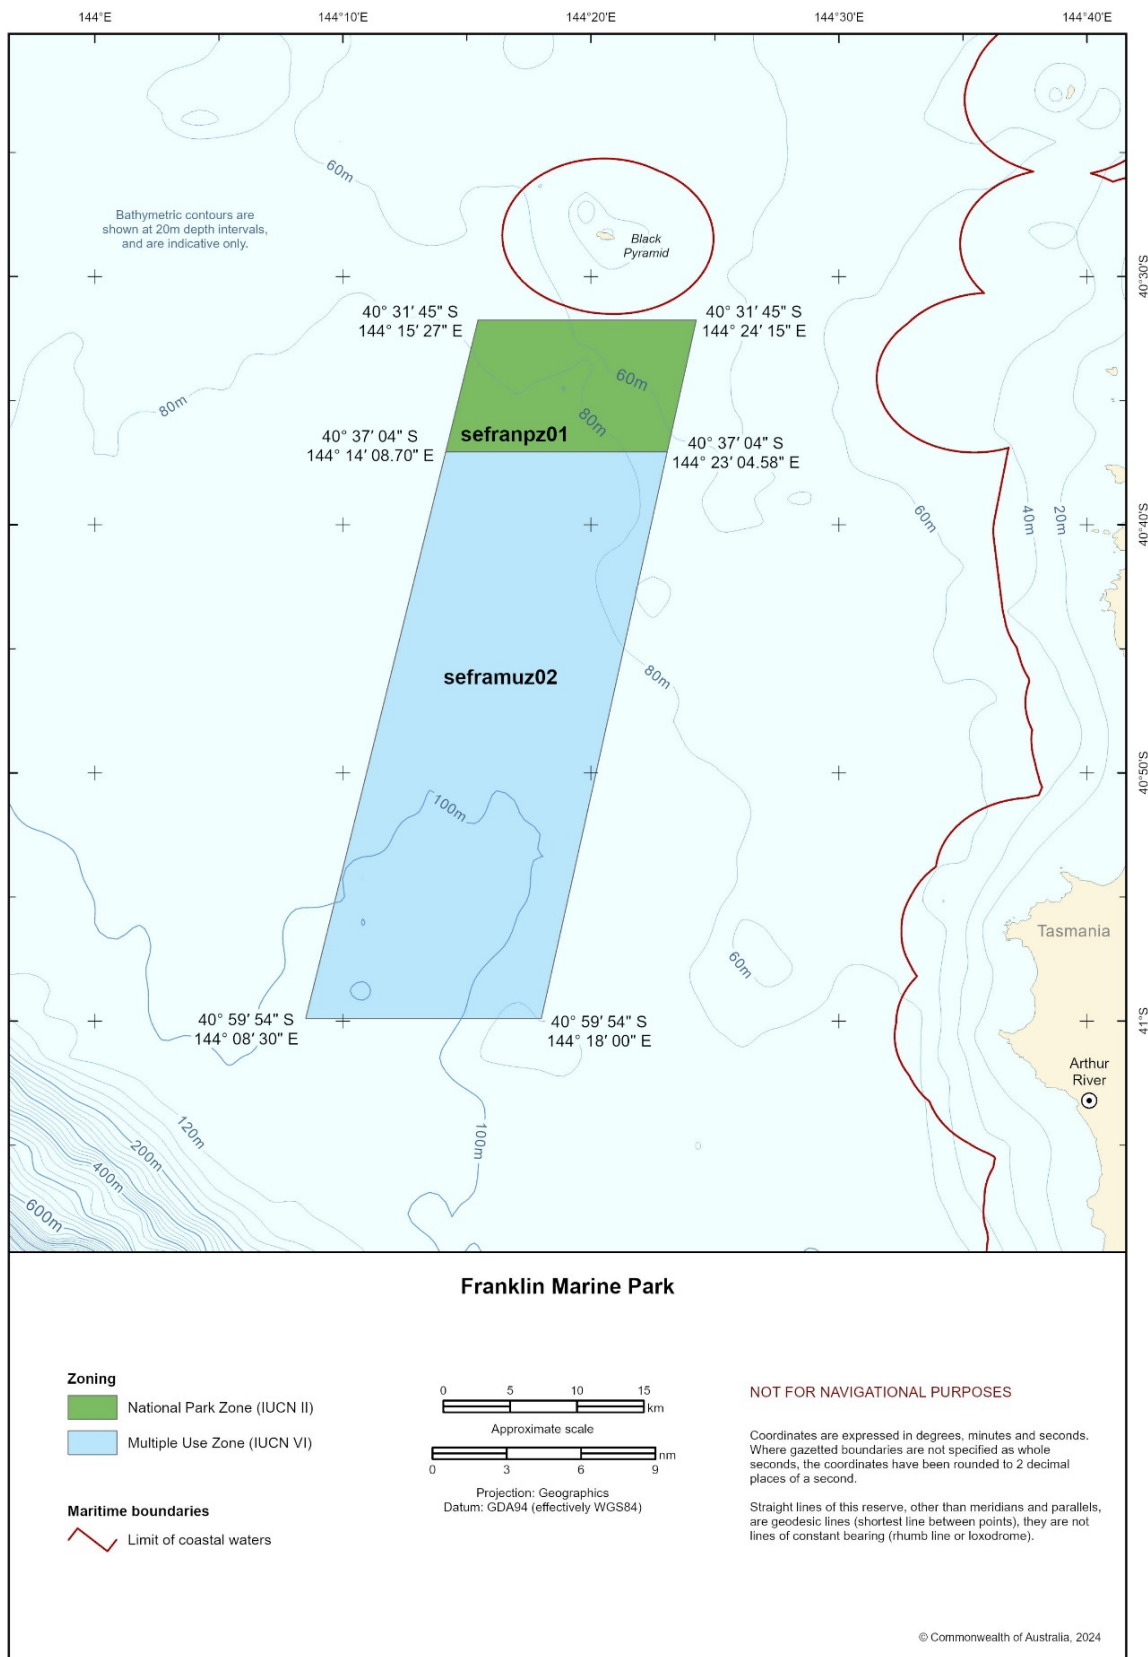 144°E
144°10'E
144°20'E
144°30'E
144°40'E
60m
Bathymetric contours are
shown at 20m depth intervals,
and are indicative only.
Black
Pyramid
40°30'S
40° 31' 45" S
144° 15' 27" E
40° 31' 45" S
144° 24' 15" E
80m
60m
80m
sefranpz01
40° 37' 04" S
144° 14' 08.70" E
40° 37' 04" S
144° 23' 04.58" E
60m
40m
20m
40°40'S
seframuz02
80m
40°50'S
100m
Tasmania
60m
40° 59' 54" S
144° 08' 30" E
40° 59' 54" S
144° 18' 00" E
41°S
Arthur
River
120m
200m
400m
600m
100m
Franklin Marine Park
Zoning
National Park Zone (IUCN II)
Multiple Use Zone (IUCN VI)
Maritime boundaries
Limit of coastal waters
0 5 10 15
km
Approximate scale
nm
0 3 6 9
Projection: Geographics
Datum: GDA94 (effectively WGS84)
NOT FOR NAVIGATIONAL PURPOSES
Coordinates are expressed in degrees, minutes and seconds.
Where gazetted boundaries are not specified as whole
seconds, the coordinates have been rounded to 2 decimal
places of a second.
Straight lines of this reserve, other than meridians and parallels,
are geodesic lines (shortest line between points), they are not
lines of constant bearing (rhumb line or loxodrome).
© Commonwealth of Australia, 2024